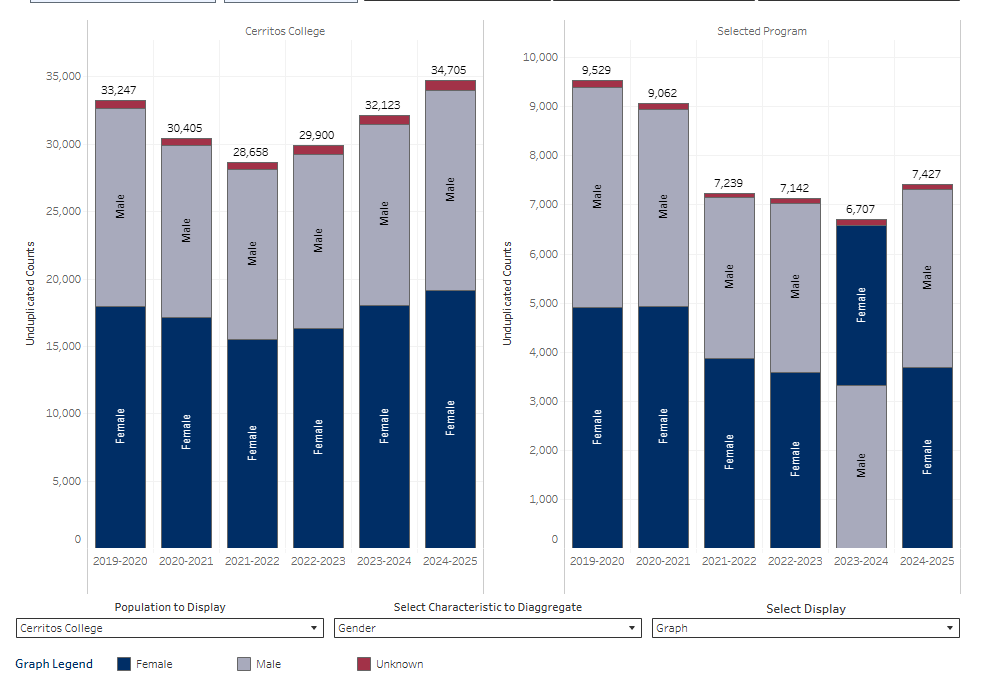 Cerritos College
Selected Program
Unduplicated Counts
35,000
30,000
25,000
20,000
15,000
10,000
5,000
0
33,247
30,405
28,658
29,900
32,123
34,705
Male
Male
Male
Male
Male
Male
Female
Female
Female
Female
Female
Female
2019-2020 2020-2021 2021-2022 2022-2023 2023-2024 2024-2025
Unduplicated Counts
10,000
9,000
8,000
7,000
6,000
5,000
4,000
3,000
2,000
1,000
0
9,529
9,062
7,239
7,142
6,707
7,427
Male
Male
Male
Male
Female
Male
Female
Female
Female
Female
Male
Female
2019-2020 2020-2021 2021-2022 2022-2023 2023-2024 2024-2025
Population to Display
Cerritos College
Select Characteristic to Diaggregate
Gender
Select Display
Graph
Graph Legend Female Male Unknown